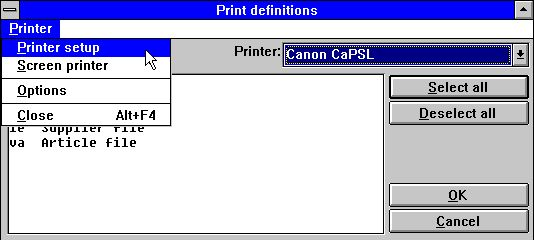 Print definitions
Printer
Printer setup
Screen printer
Options
Close Alt+F4
Printer: Canon CaPSL
Select all
Deselect all
Supplier file
va Article file
OK
Cancel